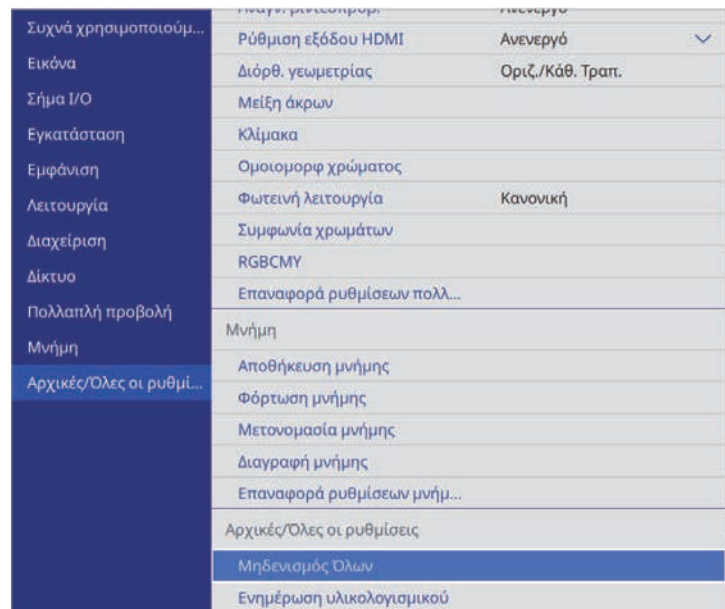 Συχνά χρησιμοποιούμ...
Εικόνα
Σήμα I/O
Εγκατάσταση
Εμφάνιση
Λειτουργία
Διαχείριση
Δίκτυο
Πολλαπλή προβολή
Μνήμη
Αρχικές/Όλες οι ρυθμί...
Ρύθμιση εξόδου HDMI Ανενεργό
Διόρθ. γεωμετρίας Οριζ./Κάθ. Τραπ.
Μείξη άκρων
Κλίμακα
Ομοιομορφ χρώματος
Φωτεινή λειτουργία Κανονική
Συμφωνία χρωμάτων
RGBCMY
Επαναφορά ρυθμίσεων πολλ...
Μνήμη
Αποθήκευση μνήμης
Φόρτωση μνήμης
Μετονομασία μνήμης
Διαγραφή μνήμης
Επαναφορά ρυθμίσεων μνήμ...
Αρχικές/Όλες οι ρυθμίσεις
Μηδενισμός Όλων
Ενημέρωση υλικολογισμικού